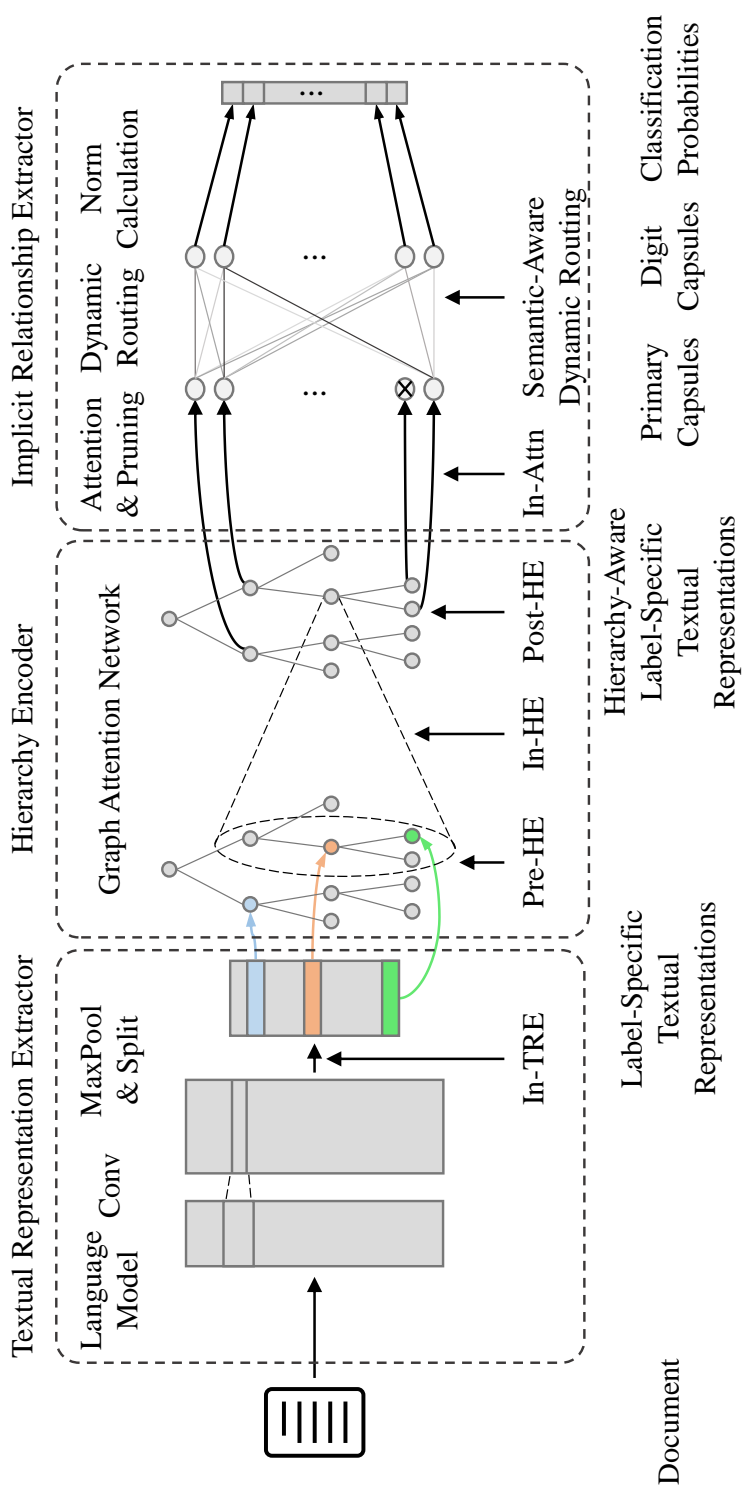 Textual Representation Extractor
Hierarchy Encoder
Implicit Relationship Extractor
Language
Model
Conv
MaxPool
& Split
Graph Attention Network
Attention
& Pruning
Dynamic
Routing
Norm
Calculation
...
...
...
In-TRE
Pre-HE
In-HE
Post-HE
In-Attn
Semantic-Aware
Dynamic Routing
Document
Label-Specific
Textual
Representations
Hierarchy-Aware
Label-Specific
Textual
Representations
Primary
Capsules
Digit
Capsules
Classification
Probabilities